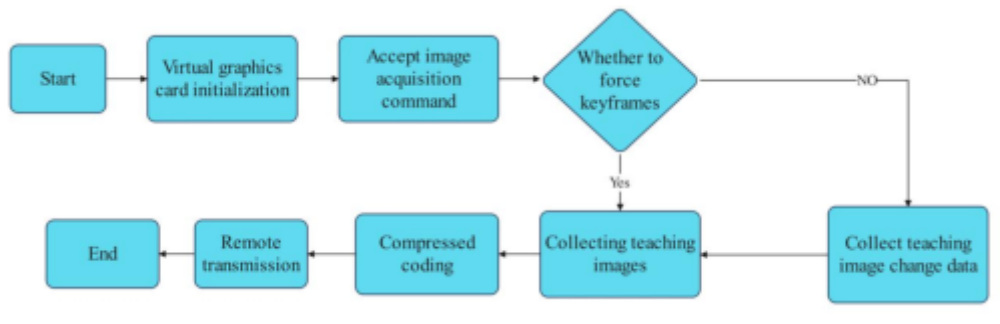 Start
Virtual graphics
card initialization
Accept image
acquisition
command
Whether to
force
keyframes
NO
Yes
End
Remote
transmission
Compressed
coding
Collecting teaching
images
Collect teaching
image change data